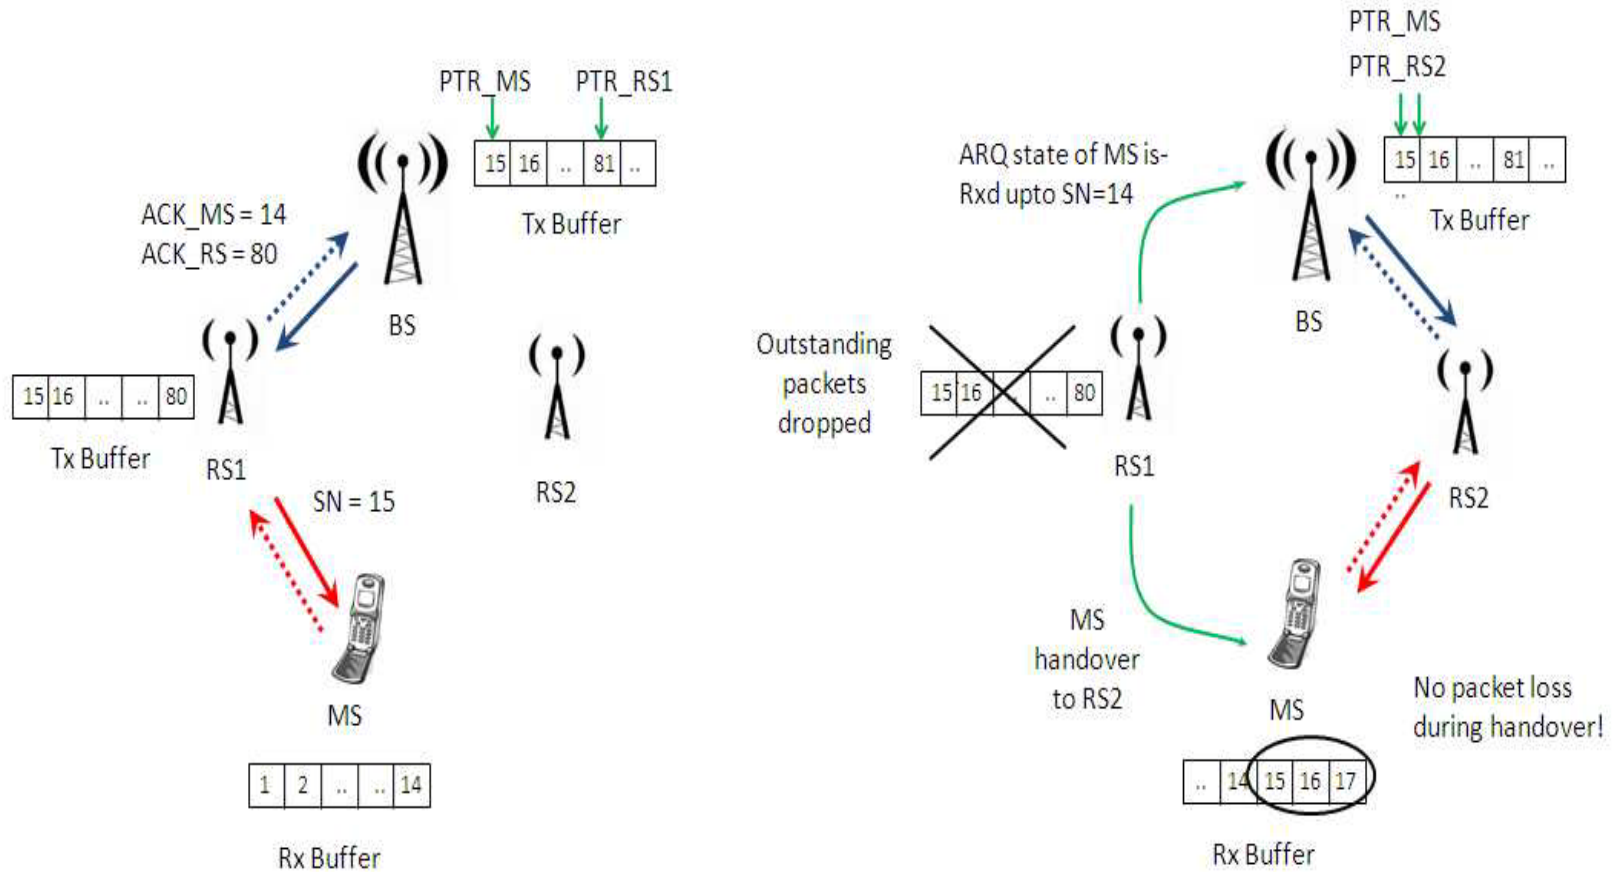 PTR_MS PTR_RS1
15 16 .. 81 ..
Tx Buffer
ACK_MS = 14
ACK_RS = 80
BS
15 16 .. .. 80
Tx Buffer
RS1
RS2
SN = 15
MS
1 2 .. .. 14
Rx Buffer
PTR_MS
PTR_RS2
15 16 .. 81 ..
..
Tx Buffer
ARQ state of MS is-
Rxd upto SN=14
BS
Outstanding
packets
dropped
15 16 .. .. 80
RS1
RS2
MS
handover
to RS2
MS
No packet loss
during handover!
.. 14 15 16 17
Rx Buffer